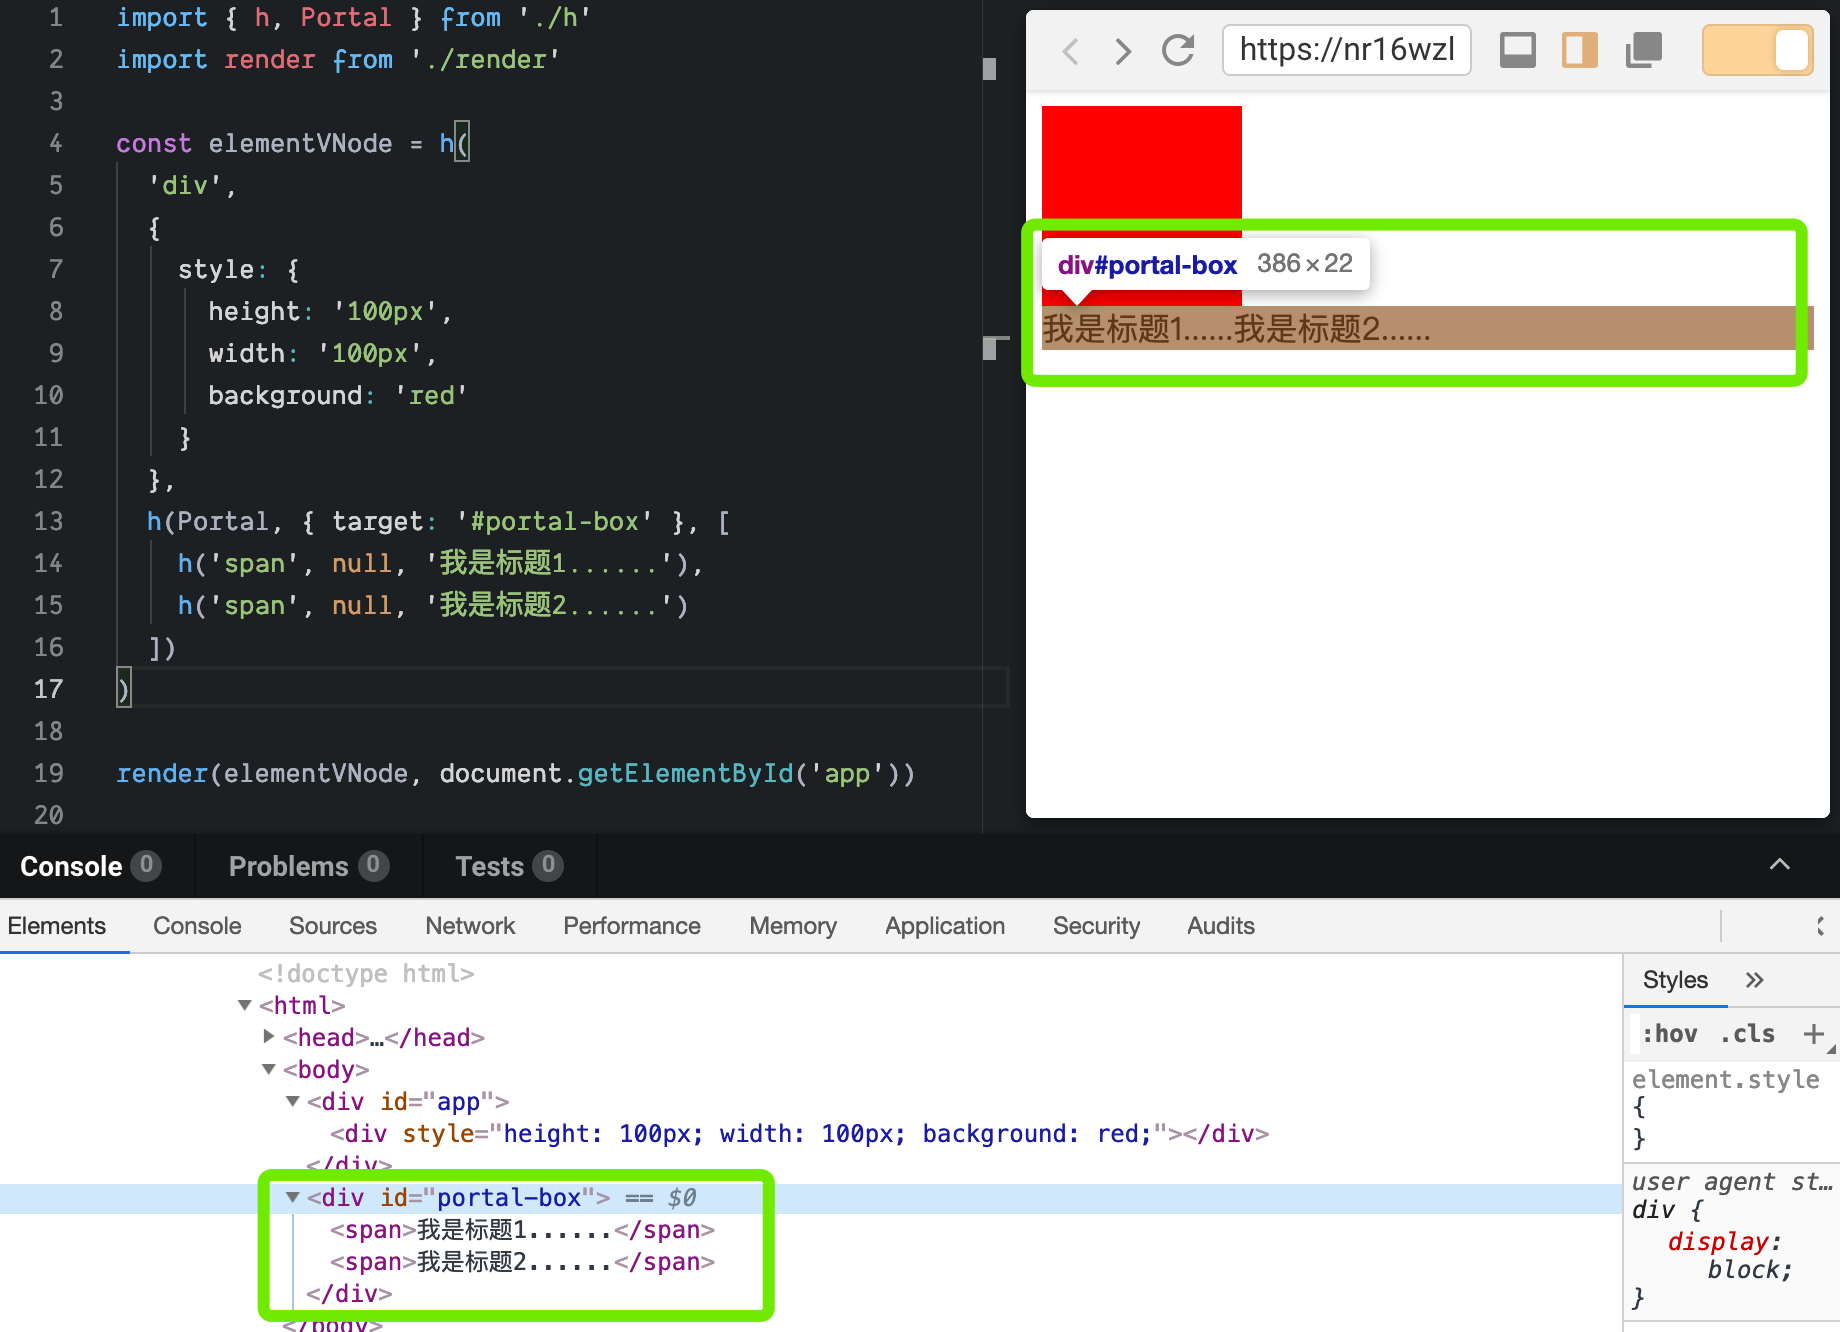 1 import { h, Portal } from './h'
2 import render from './render'
3
4 const elementVNode = h(
5 'div',
6 {
7 style: {
8 height: '100px',
9 width: '100px',
10 background: 'red'
11 }
12 },
13 h(Portal, { target: '#portal-box' }, [
14 h('span', null, '我是标题1......'),
15 h('span', null, '我是标题2......')
16 ])
17 )
18
19 render(elementVNode, document.getElementById('app'))
20
https://nr16wzl
div#portal-box 386×22
我是标题1......我是标题2......
Console 0 Problems 0 Tests 0
Elements Console Sources Network Performance Memory Application Security Audits
<!doctype html>
<html>
<head>…</head>
<body>
<div id="app">
<div style="height: 100px; width: 100px; background: red;"></div>
</div>
<div id="portal-box"> == $0
<span>我是标题1......</span>
<span>我是标题2......</span>
</div>
</body>
Styles »
:hov .cls +
element.style
{
}
user agent st…
div {
display:
block;
}